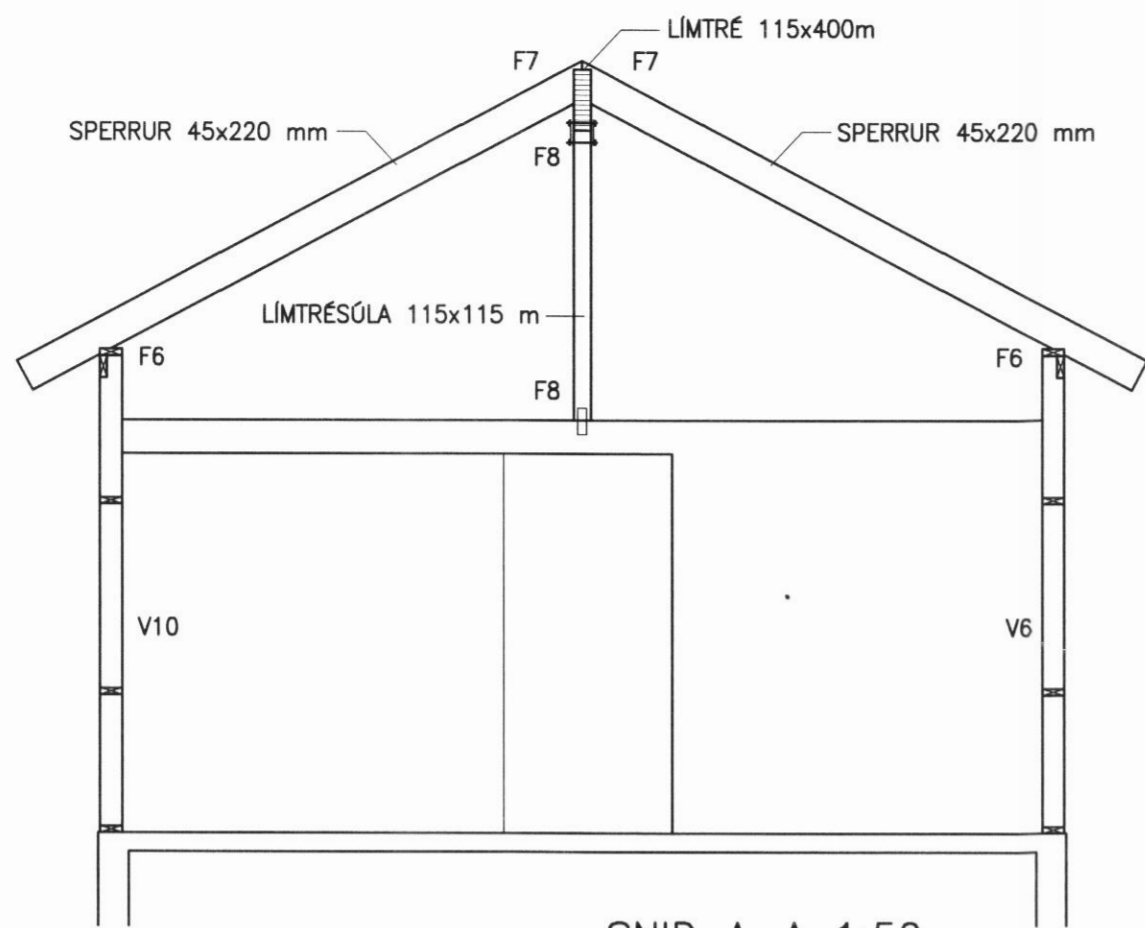 LÍMTRÉ 115x400m
F7
F7
SPERRUR 45x220 mm
SPERRUR 45x220 mm
F8
LÍMTRÉSÚLA 115x115 m
F6
F6
F8
V10
V6